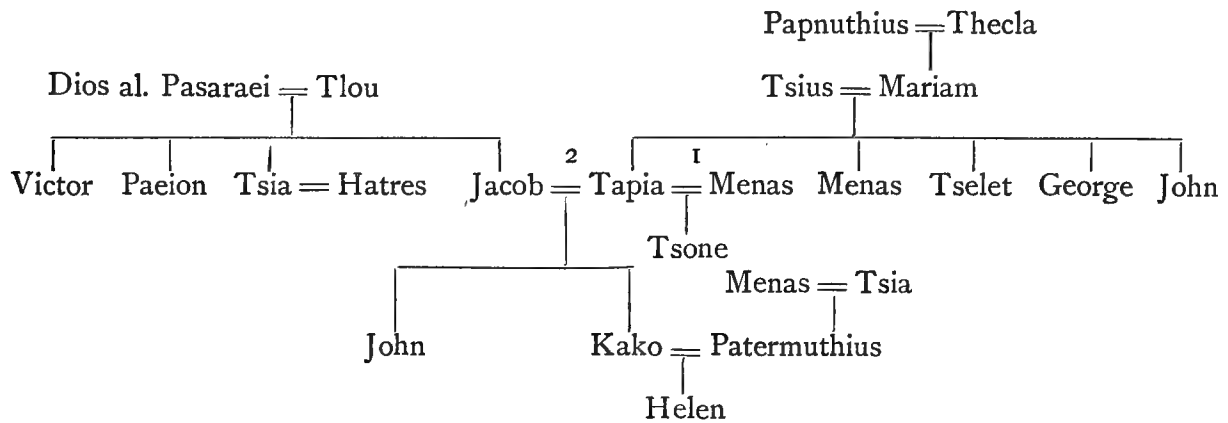 Papnuthius = Thecla
Dios al. Pasaraei = Tlou Tsius = Mariam
2 1
Victor Paeion Tsia = Hatres Jacob = Tapia = Menas Menas Tselet George John
Tsone
Menas = Tsia
John Kako = Patermuthius
Helen